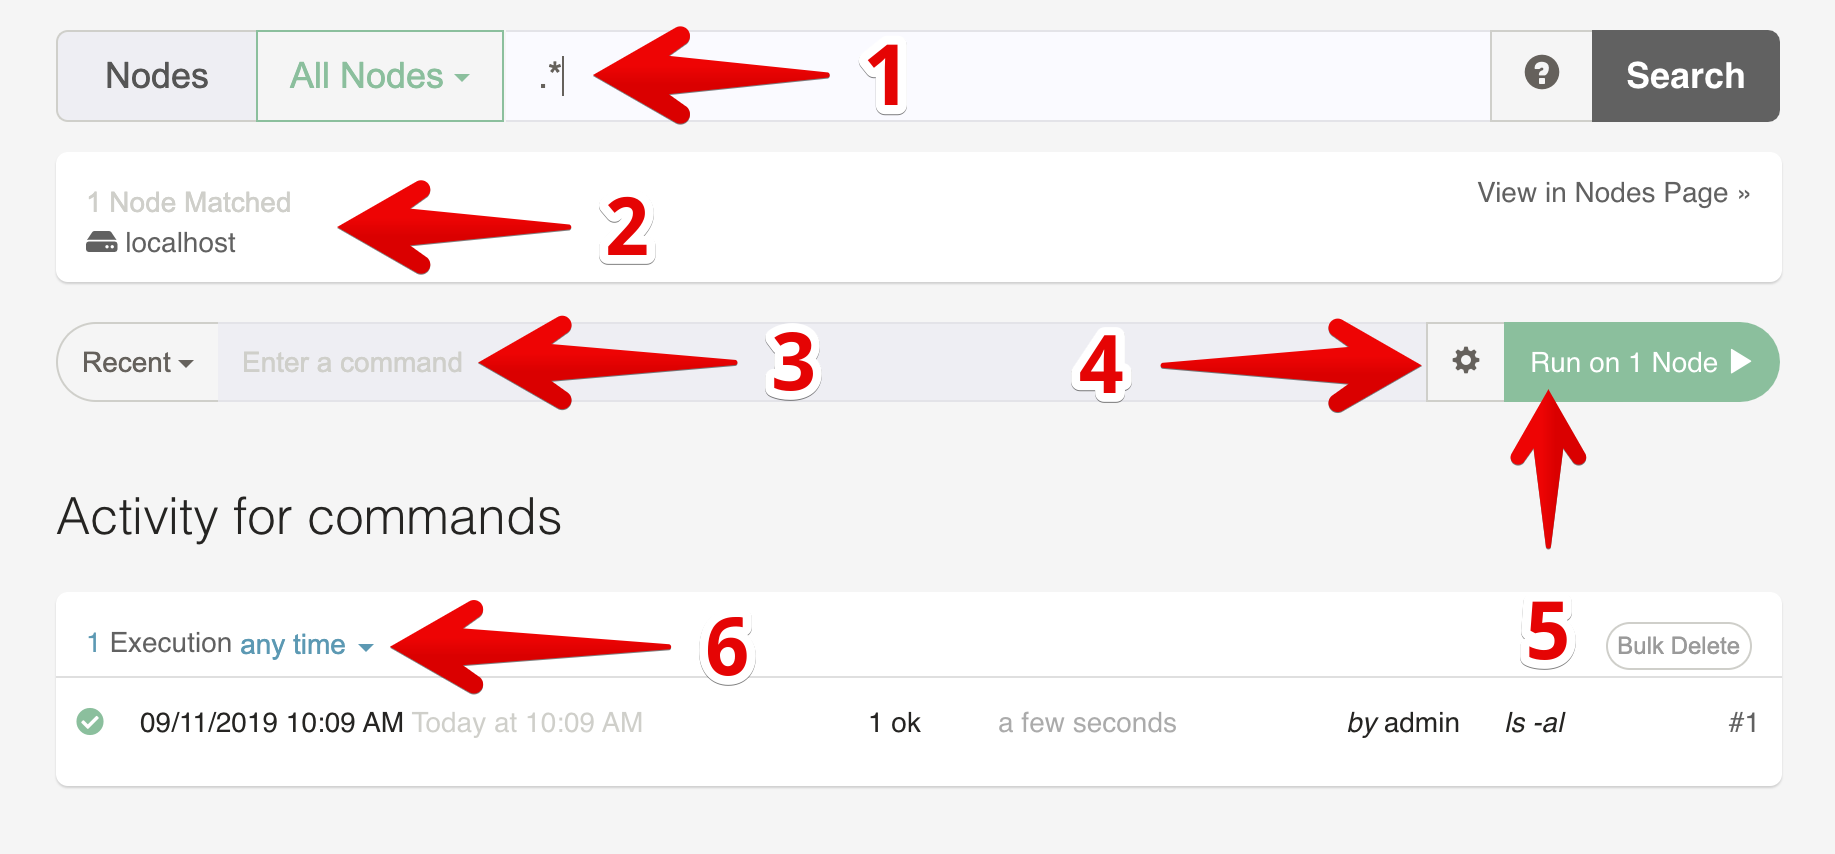 Nodes All Nodes .* 1 ? Search
1 Node Matched 2 View in Nodes Page »
localhost
Recent Enter a command 3 4 Run on 1 Node
Activity for commands
1 Execution any time 6 5 Bulk Delete
09/11/2019 10:09 AM Today at 10:09 AM 1 ok a few seconds by admin ls -al #1